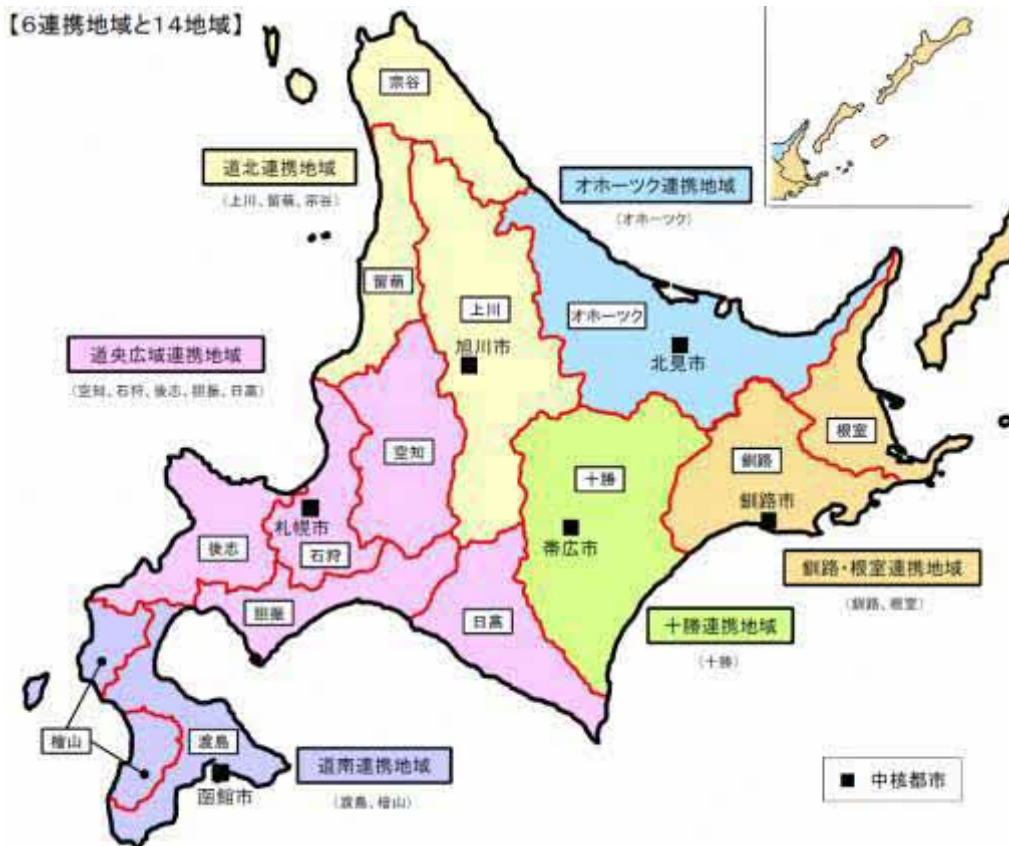 【6連携地域と14地域】
宗谷
道北連携地域
(上川、留萌、宗谷)
オホーツク連携地域
(オホーツク)
留萌
上川
旭川市
オホーツク
北見市
道央広域連携地域
(空知、石狩、後志、胆振、日高)
空知
十勝
釧路
根室
釧路市
札幌市
石狩
後志
帯広市
胆振
日高
釧路・根室連携地域
(釧路、根室)
十勝連携地域
(十勝)
檜山
渡島
函館市
道南連携地域
(渡島、檜山)
■ 中核都市